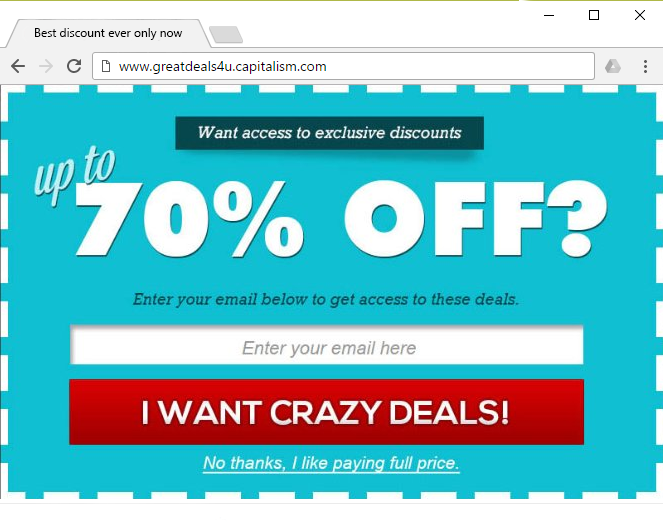 Best discount ever only now
www.greatdeals4u.capitalism.com
Want access to exclusive discounts
up to
70% OFF?
Enter your email below to get access to these deals.
Enter your email here
I WANT CRAZY DEALS!
No thanks, I like paying full price.